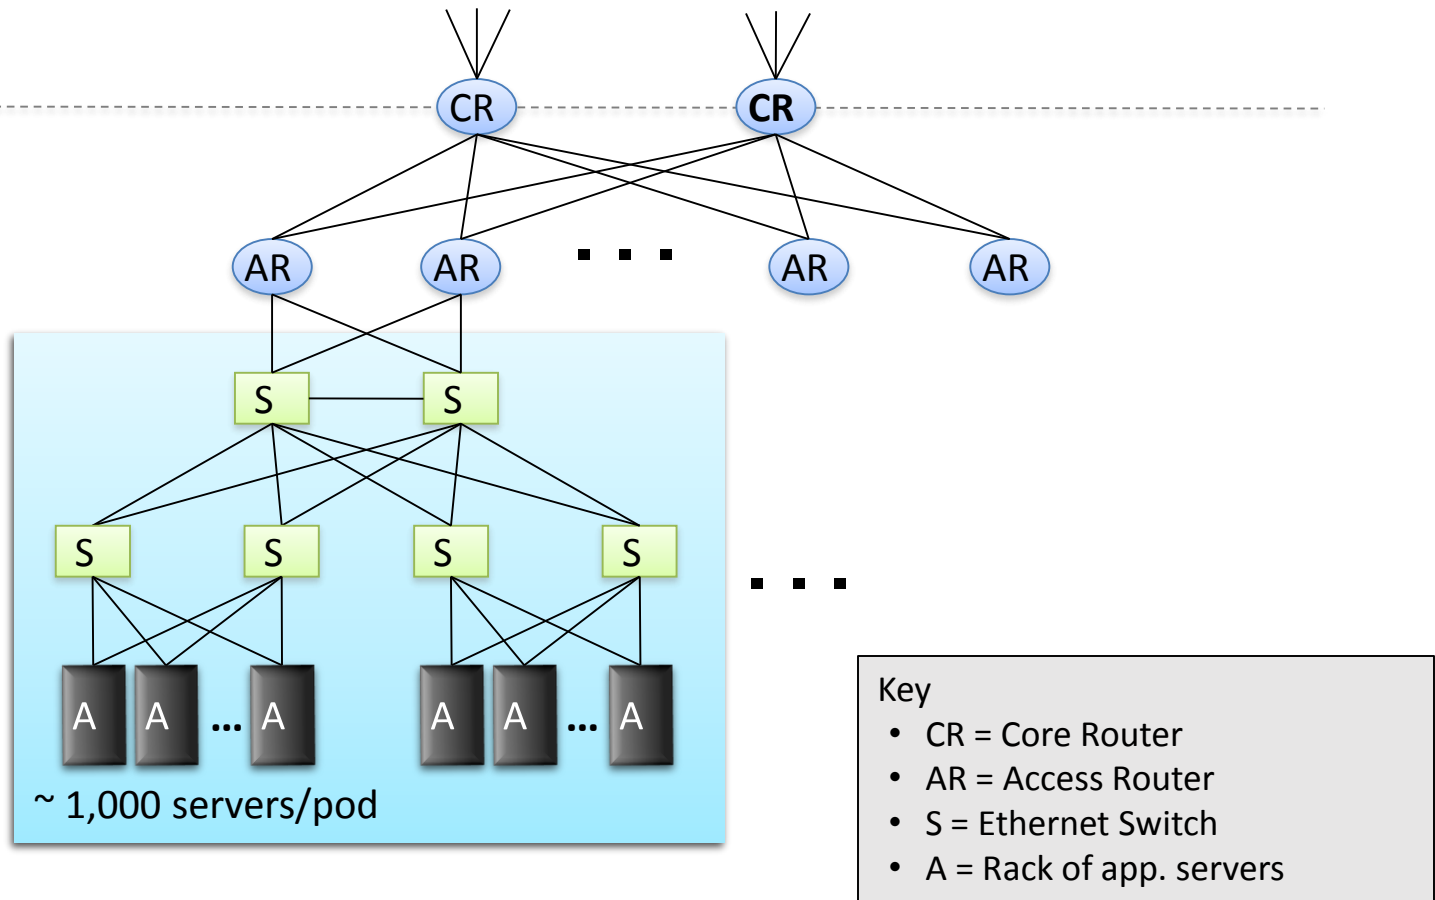 CR CR
AR AR ... AR AR
S S
S S S S
A A ... A A A ... A
~ 1,000 servers/pod
Key
• CR = Core Router
• AR = Access Router
• S = Ethernet Switch
• A = Rack of app. servers